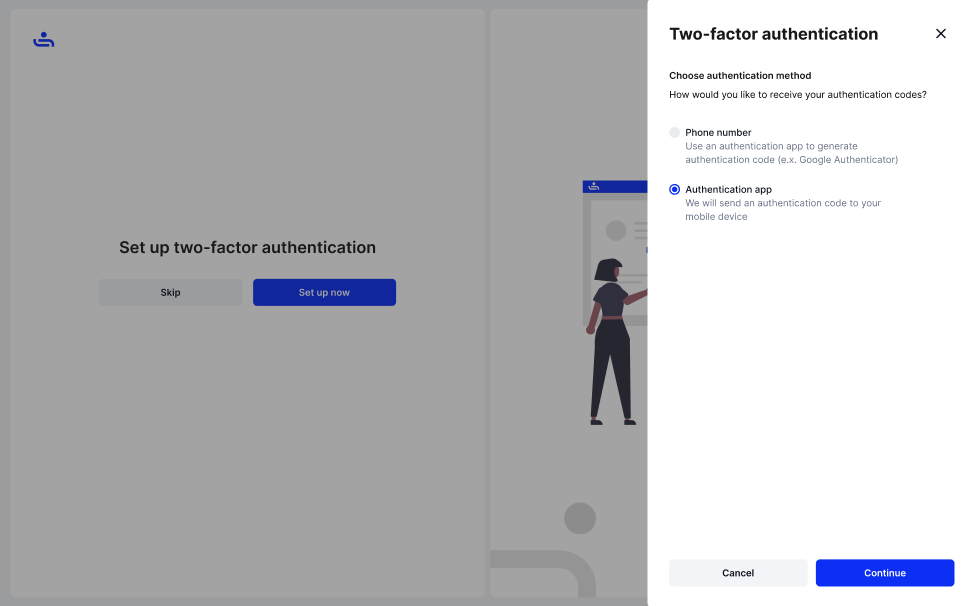 Set up two-factor authentication
Skip
Set up now
Two-factor authentication
Choose authentication method
How would you like to receive your authentication codes?
Phone number
Use an authentication app to generate
authentication code (e.x. Google Authenticator)
Authentication app
We will send an authentication code to your
mobile device
Cancel
Continue